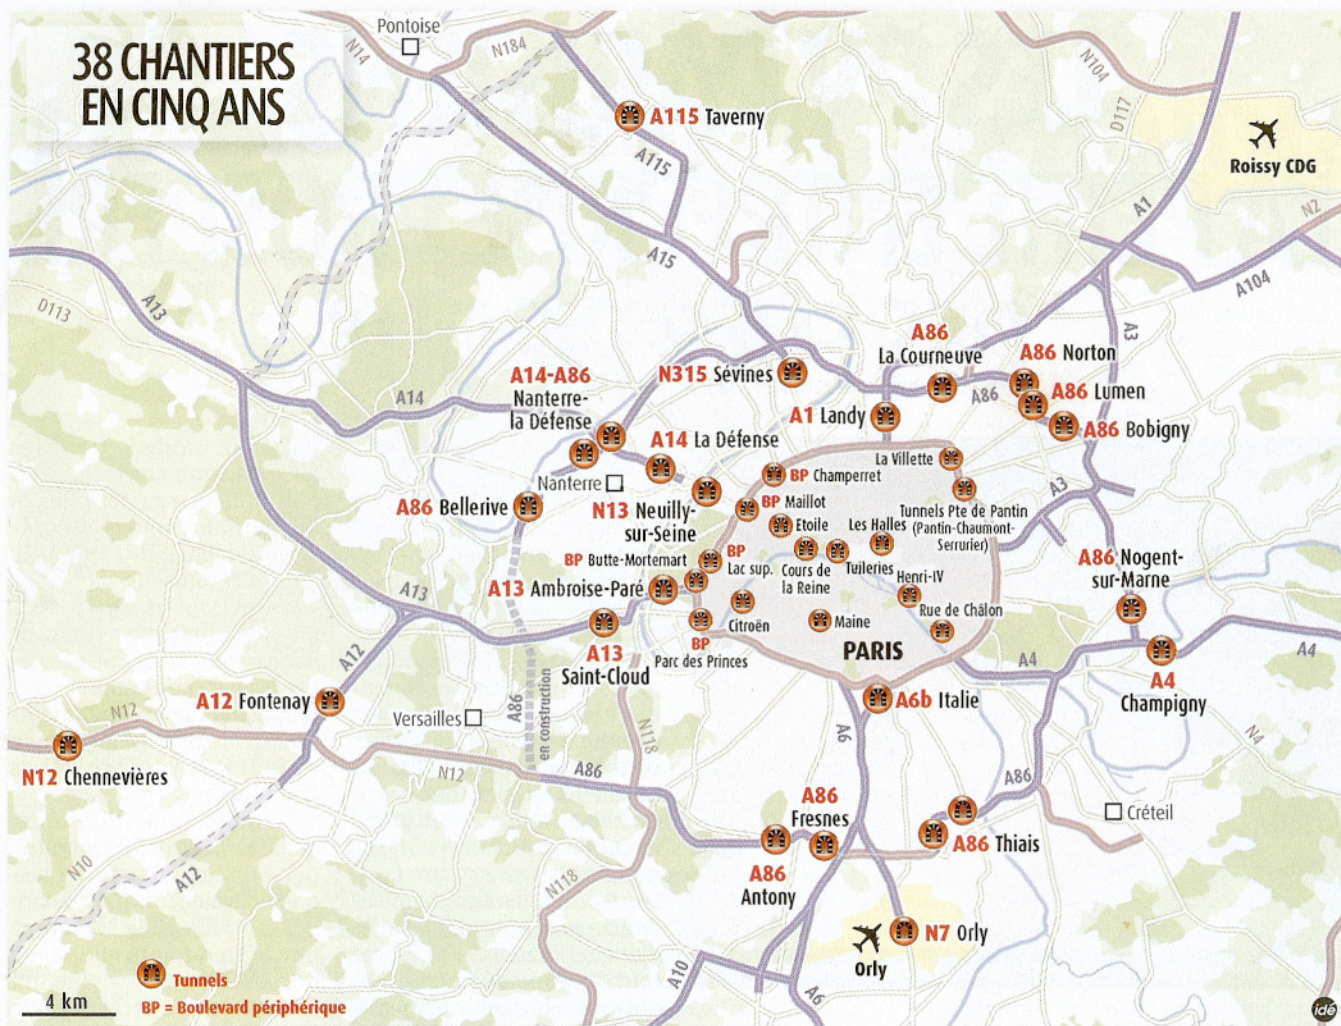 38 CHANTIERS
EN CINQ ANS
Pontoise
N14
N184
N104
D117
A115 Taverny
A115
Roissy CDG
A1
N2
A15
A104
A13
D113
A3
A86
La Courneuve
A86 Norton
A86 Lumen
A86
A86 Bobigny
N315 Sévines
A1 Landy
A14-A86
Nanterre-
la Défense
A14
A14 La Défense
Nanterre
A86 Bellerive
N13 Neuilly-
sur-Seine
BP Champerret
BP Maillot
La Villette
Tunnels Pte de Pantin
(Pantin-Chaumont-
Serrurier)
A3
Etoile
Les Halles
Cours de
la Reine
Tuileries
BP
Lac sup.
BP Butte-Mortemart
Henri-IV
A86 Nogent-
sur-Marne
A13
A13 Ambroise-Paré
Citroën
Maine
Rue de Châlon
A13
Saint-Cloud
BP
Parc des Princes
PARIS
A4
A4
A4
Champigny
A12
A12 Fontenay
N12
Versailles
A86
en construction
N118
A6b Italie
A6
N4
N12 Chennevières
N12
A86
A86
Fresnes
A86
Créteil
A86 Thiais
A86
Antony
N10
A12
N118
N7 Orly
Orly
A10
A6
Tunnels
BP = Boulevard périphérique
4 km
idé